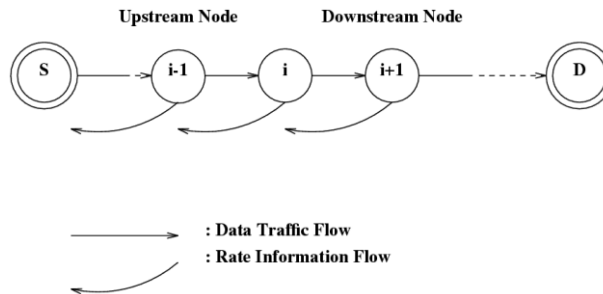 Upstream Node Downstream Node
S i-1 i i+1 D
: Data Traffic Flow
: Rate Information Flow